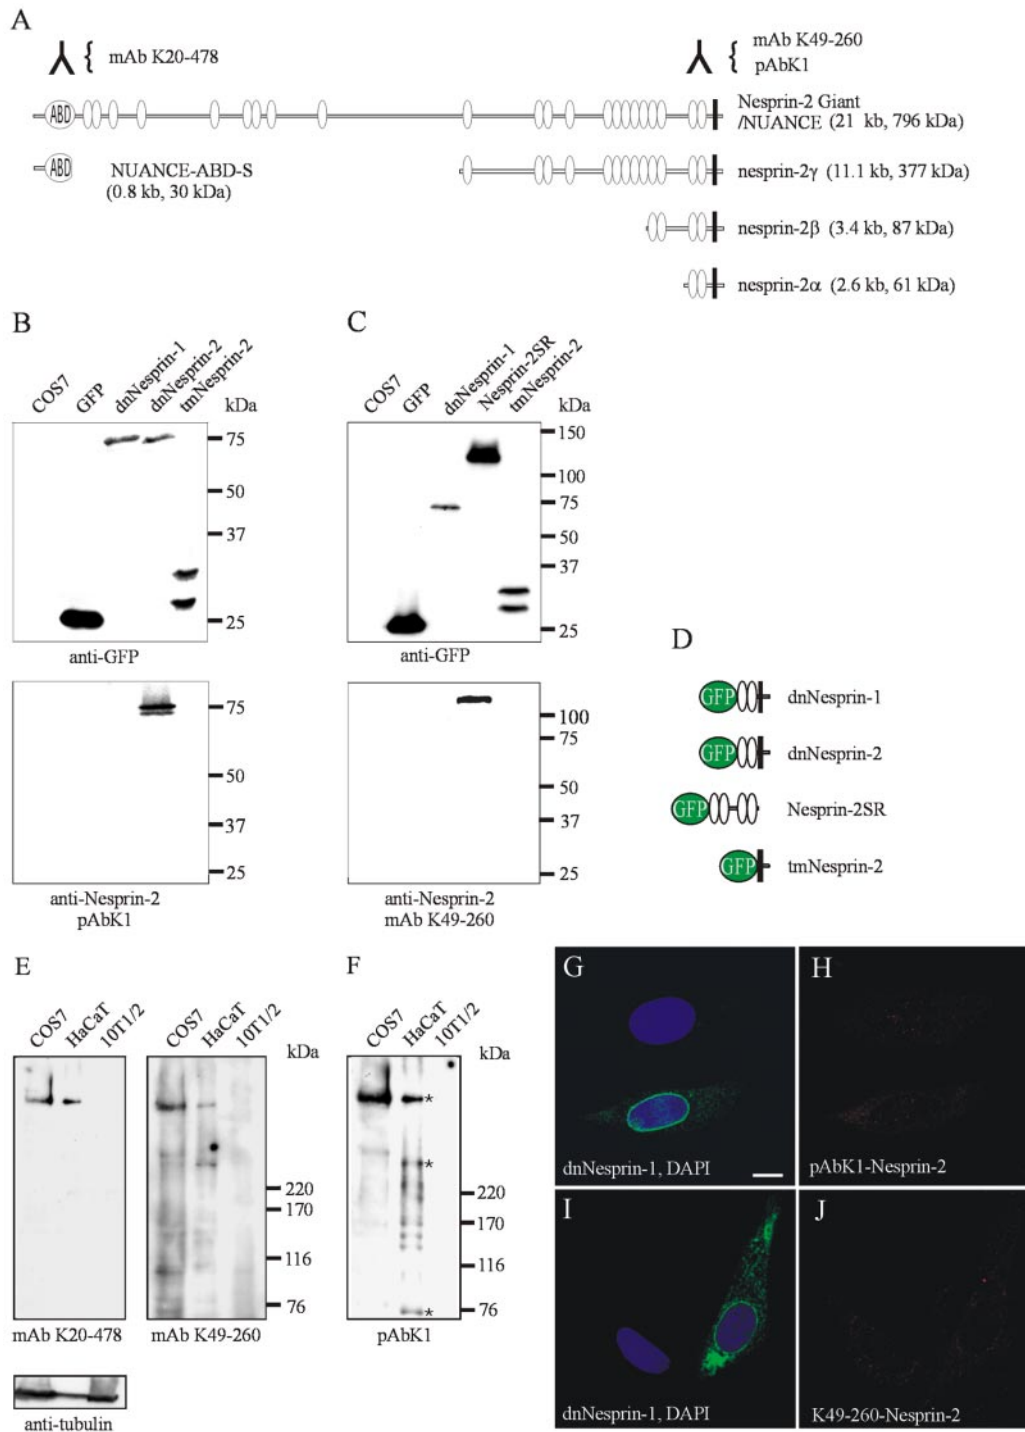 A
mAb K20-478
mAb K49-260
pAbK1
ABD
Nesprin-2 Giant
/NUANCE (21 kb, 796 kDa)
ABD
NUANCE-ABD-S
(0.8 kb, 30 kDa)
nesprin-2γ (11.1 kb, 377 kDa)
nesprin-2β (3.4 kb, 87 kDa)
nesprin-2α (2.6 kb, 61 kDa)
B
COS7
GFP
dnNesprin-1
dnNesprin-2
tmNesprin-2
kDa
75
50
37
25
anti-GFP
75
50
37
25
anti-Nesprin-2
pAbK1
C
COS7
GFP
dnNesprin-1
Nesprin-2SR
tmNesprin-2
kDa
150
100
75
50
37
25
anti-GFP
100
75
50
37
25
anti-Nesprin-2
mAb K49-260
D
GFP
dnNesprin-1
GFP
dnNesprin-2
GFP
Nesprin-2SR
GFP
tmNesprin-2
E
COS7
HaCaT
10T1/2
mAb K20-478
anti-tubulin
COS7
HaCaT
10T1/2
kDa
220
170
116
76
mAb K49-260
F
COS7
HaCaT
10T1/2
kDa
*
*
220
170
116
*
76
pAbK1
G
dnNesprin-1, DAPI
H
pAbK1-Nesprin-2
I
dnNesprin-1, DAPI
J
K49-260-Nesprin-2